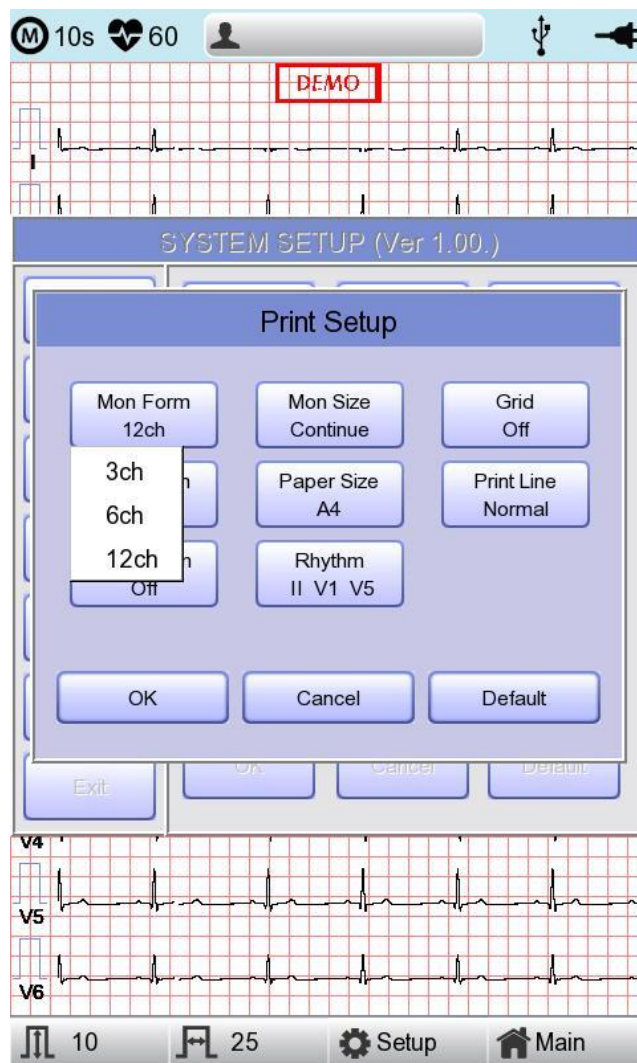 M 10s 60
DEMO
I
SYSTEM SETUP (Ver 1.00.)
Print Setup
Mon Form
12ch
Mon Size
Continue
Grid
Off
3ch
6ch
12ch
Paper Size
A4
Print Line
Normal
Off
Rhythm
II V1 V5
OK
Cancel
Default
Exit
OK
Cancel
Default
V4
V5
V6
10
25
Setup
Main